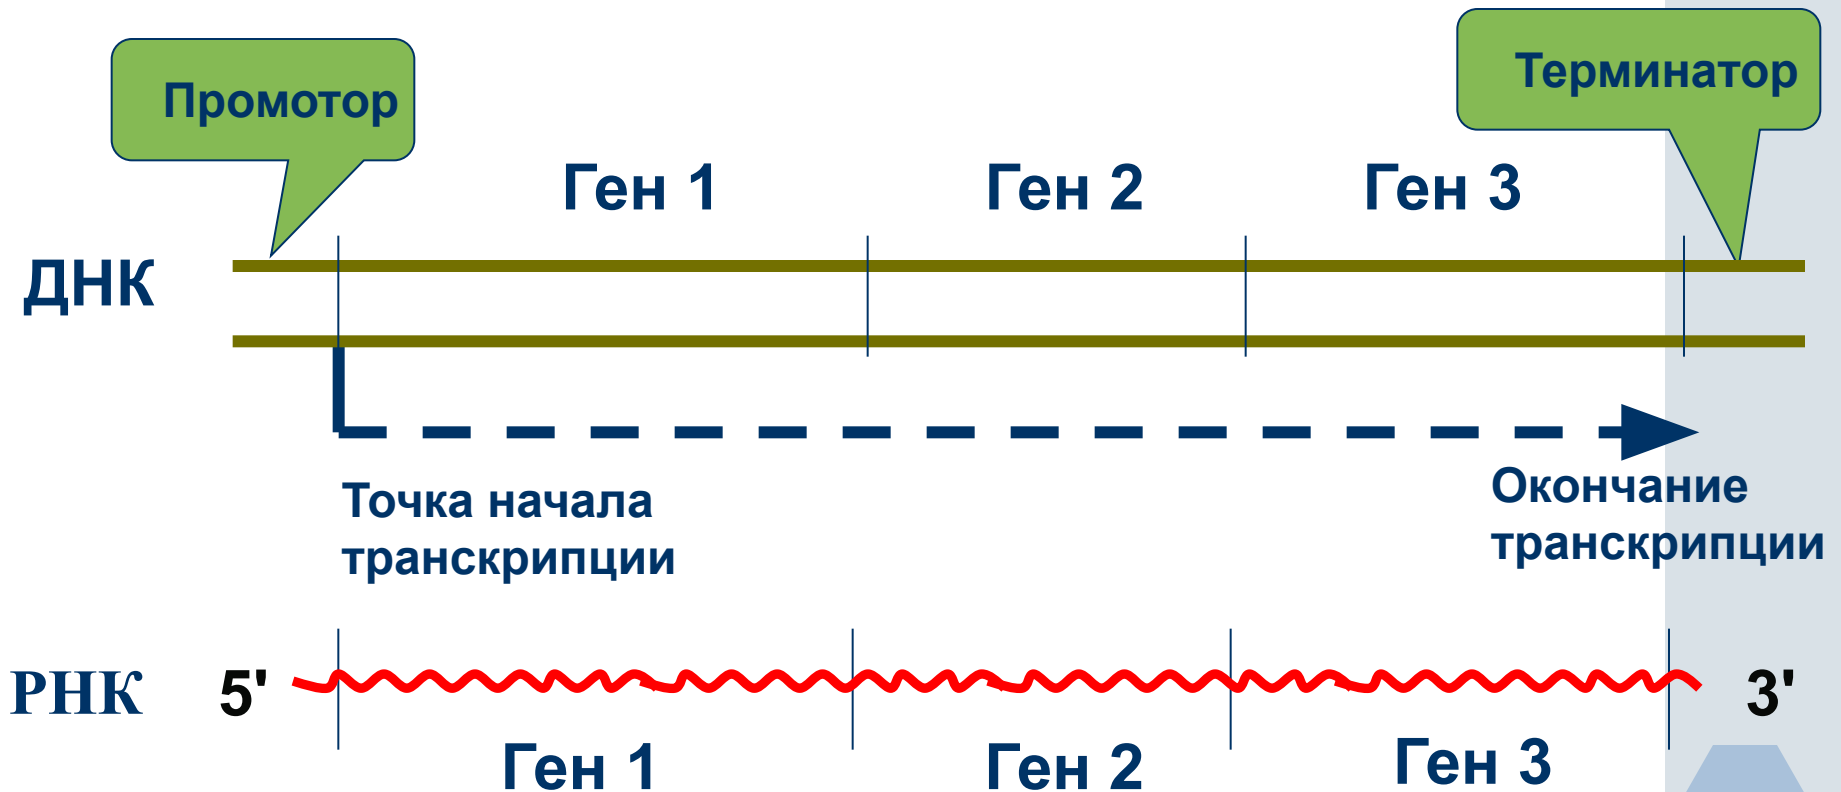 Промотор
Терминатор
Ген 1
Ген 2
Ген 3
ДНК
Точка начала
транскрипции
Окончание
транскрипции
РНК
5'
3'
Ген 1
Ген 2
Ген 3